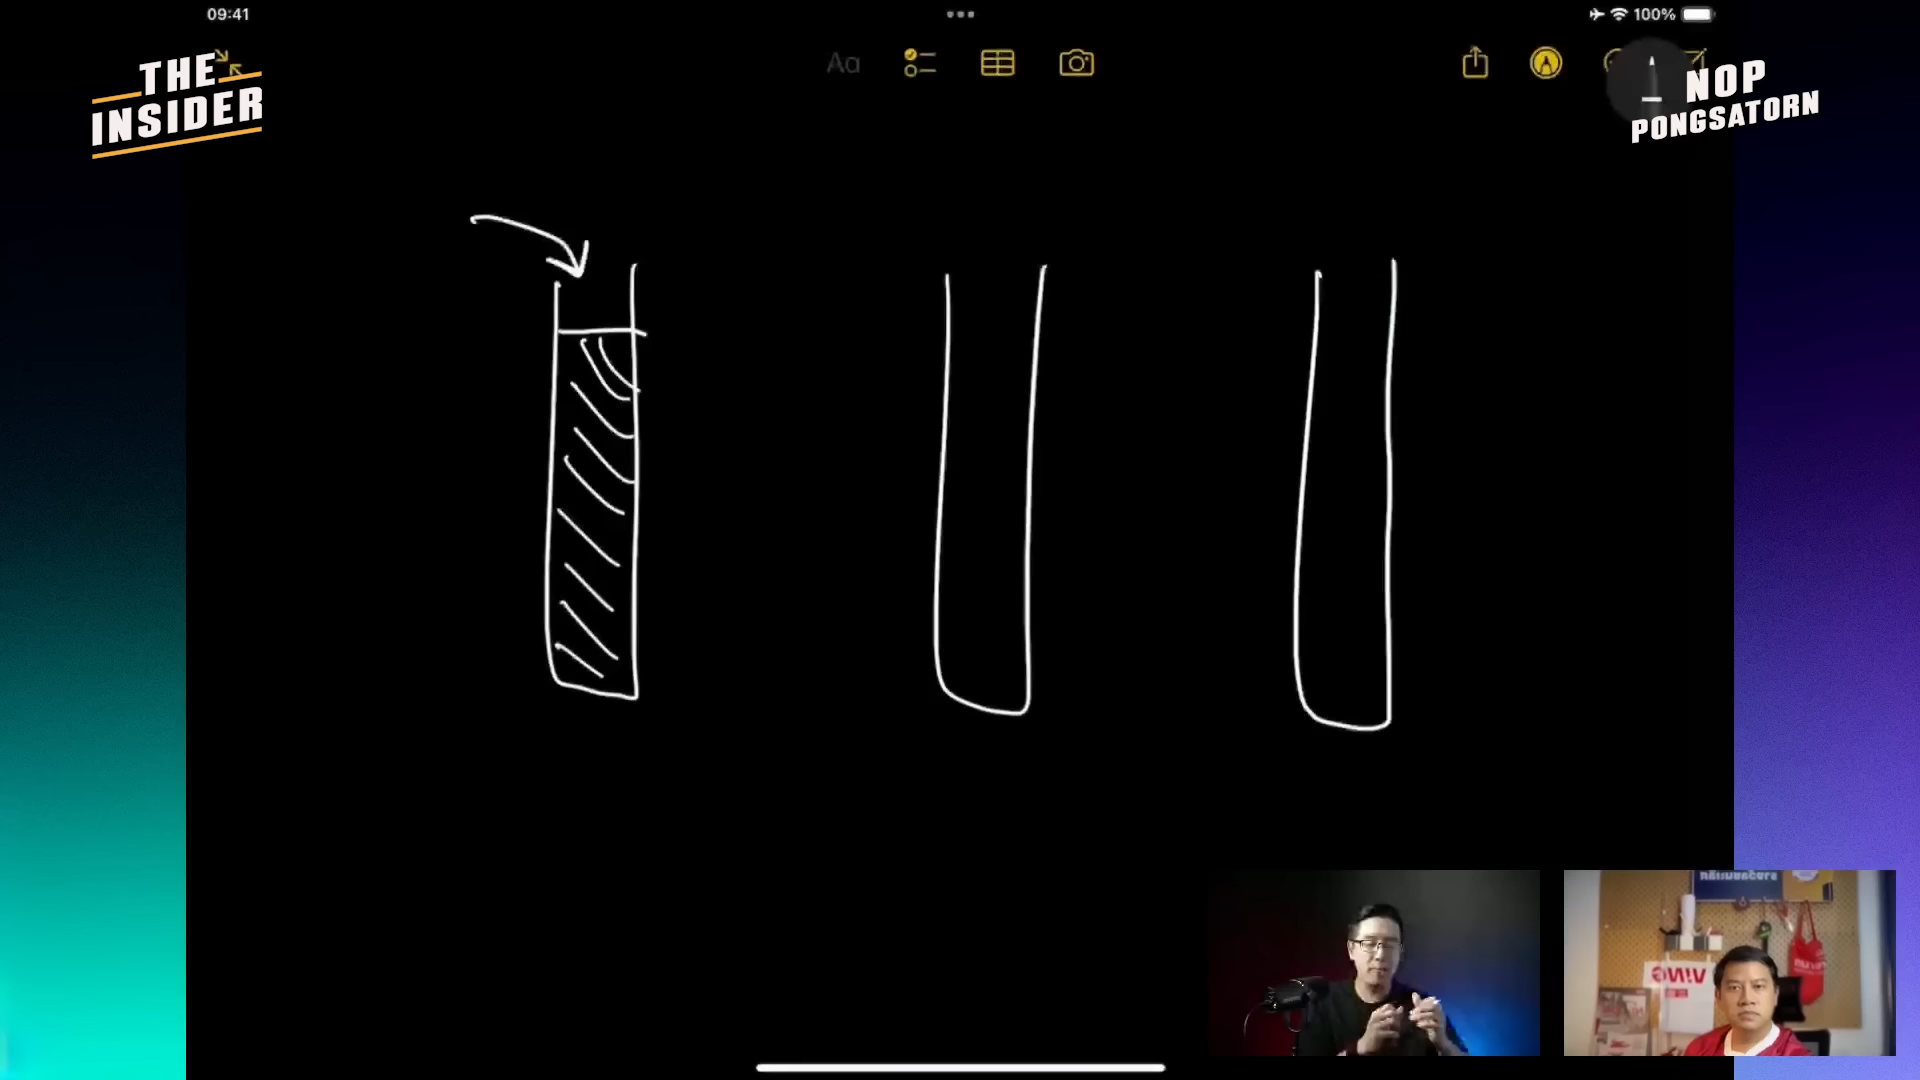 09:41
100%
THE
INSIDER
Aa
NOP
PONGSATORN